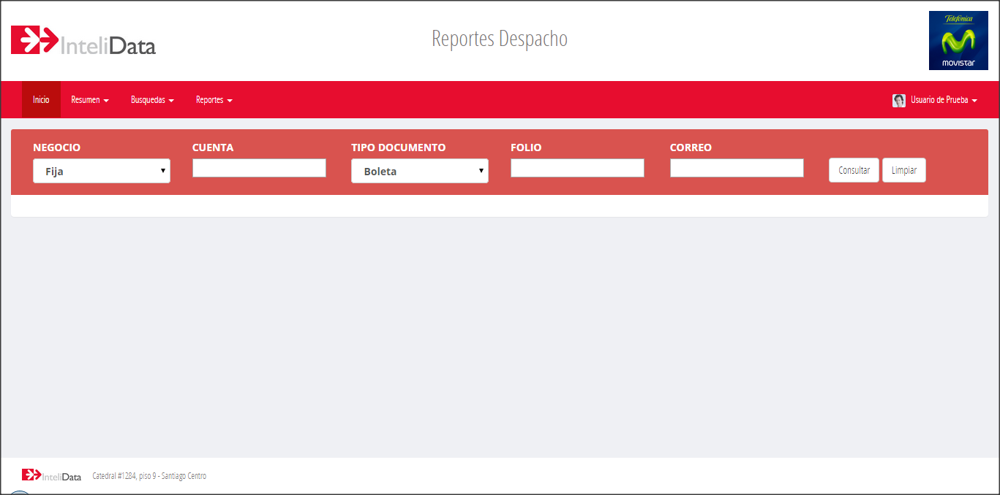 InteliData
Reportes Despacho
Telefónica
movistar
Inicio Resumen Busquedas Reportes Usuario de Prueba
NEGOCIO CUENTA TIPO DOCUMENTO FOLIO CORREO
Fija Boleta Consultar Limpiar
InteliData Catedral #1284, piso 9 - Santiago Centro